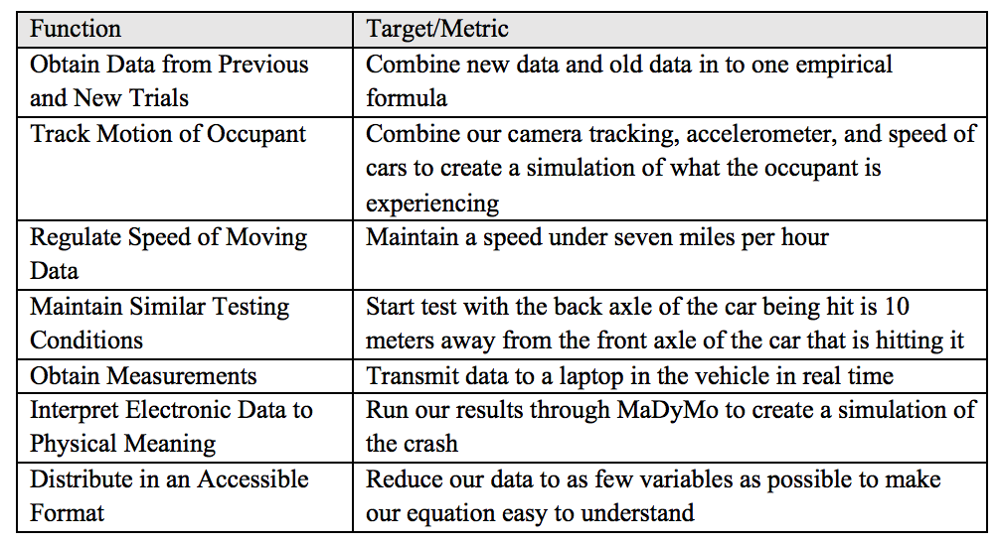 Function
Target/Metric
Obtain Data from Previous
and New Trials
Combine new data and old data in to one empirical
formula
Track Motion of Occupant
Combine our camera tracking, accelerometer, and speed of
cars to create a simulation of what the occupant is
experiencing
Regulate Speed of Moving
Data
Maintain a speed under seven miles per hour
Maintain Similar Testing
Conditions
Start test with the back axle of the car being hit is 10
meters away from the front axle of the car that is hitting it
Obtain Measurements
Transmit data to a laptop in the vehicle in real time
Interpret Electronic Data to
Physical Meaning
Run our results through MaDyMo to create a simulation of
the crash
Distribute in an Accessible
Format
Reduce our data to as few variables as possible to make
our equation easy to understand